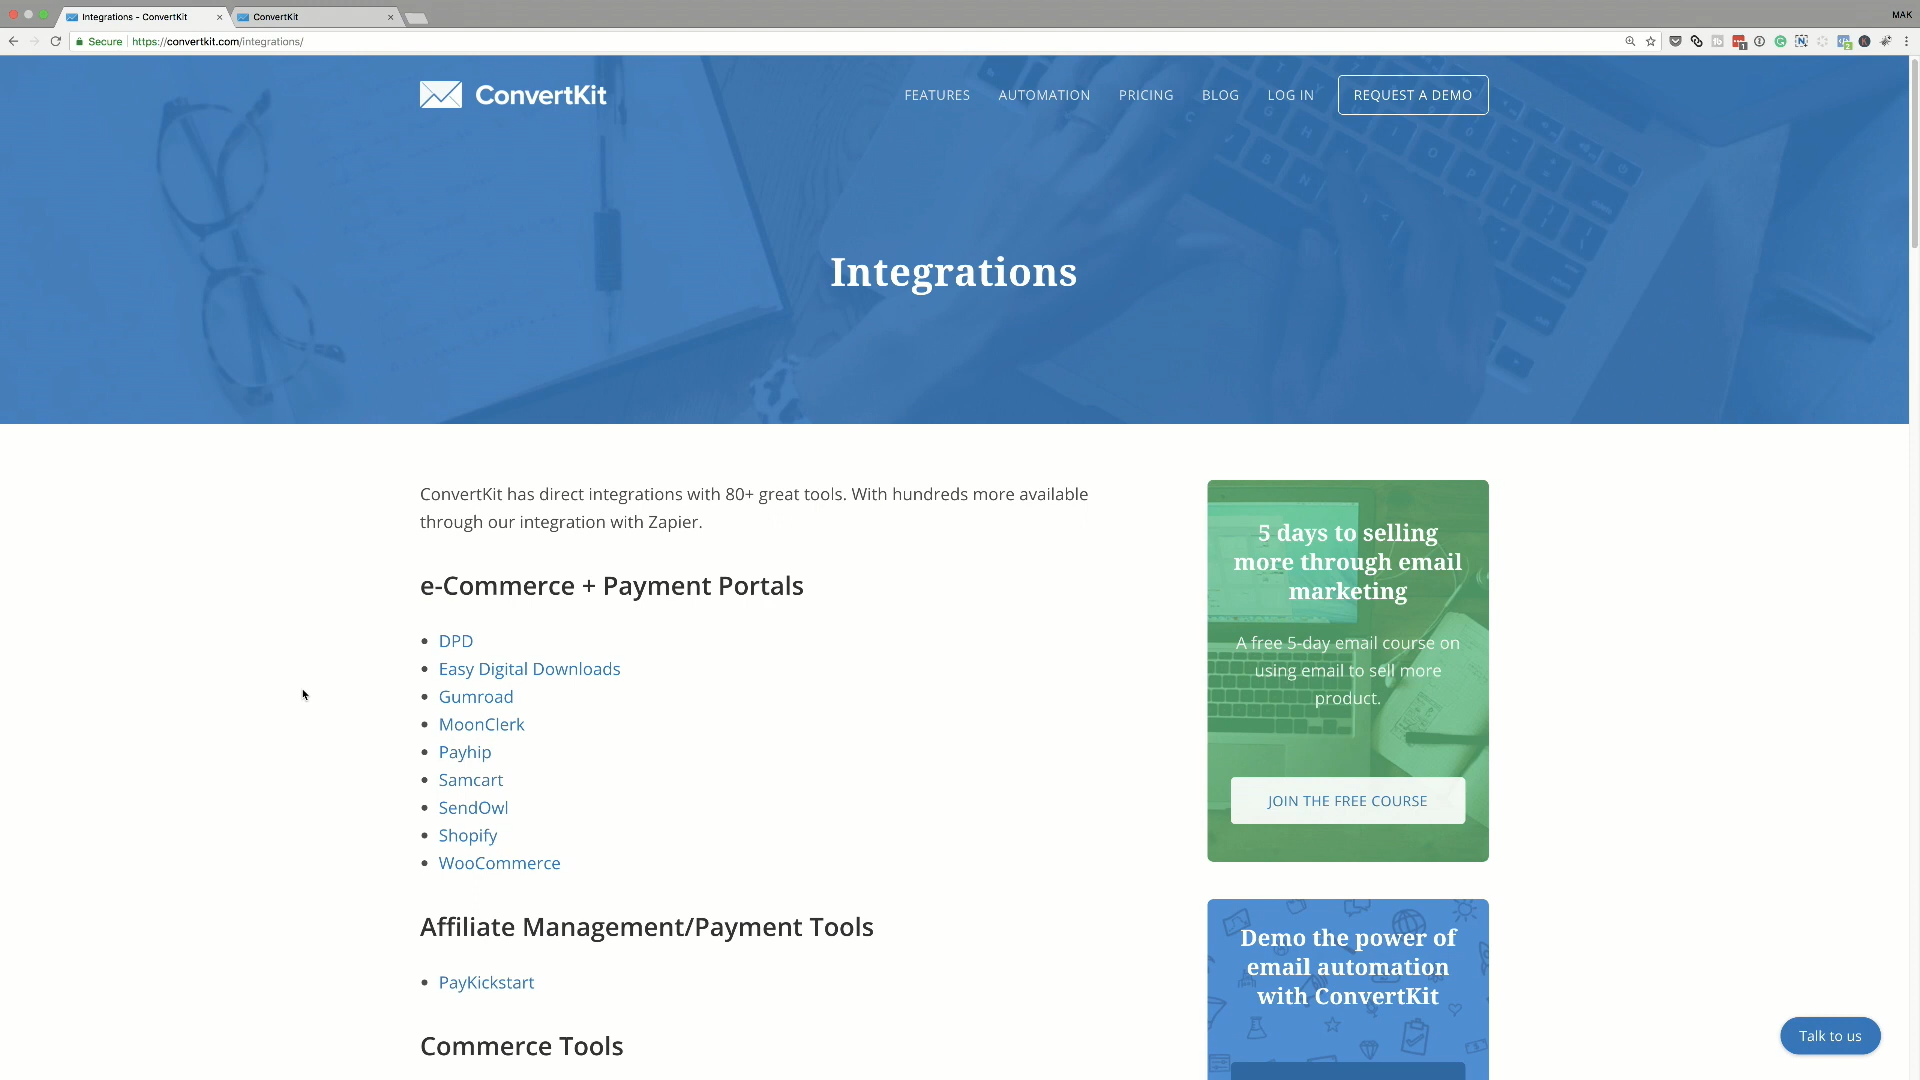 MAK
Integrations - ConvertKit
ConvertKit
Secure https://convertkit.com/integrations/
ConvertKit
FEATURES
AUTOMATION
PRICING
BLOG
LOG IN
REQUEST A DEMO
Integrations
ConvertKit has direct integrations with 80+ great tools. With hundreds more available
through our integration with Zapier.
e-Commerce + Payment Portals
DPD
Easy Digital Downloads
Gumroad
MoonClerk
Payhip
Samcart
SendOwl
Shopify
WooCommerce
Affiliate Management/Payment Tools
PayKickstart
Commerce Tools
5 days to selling
more through email
marketing
A free 5-day email course on
using email to sell more
product.
JOIN THE FREE COURSE
Demo the power of
email automation
with ConvertKit
Talk to us